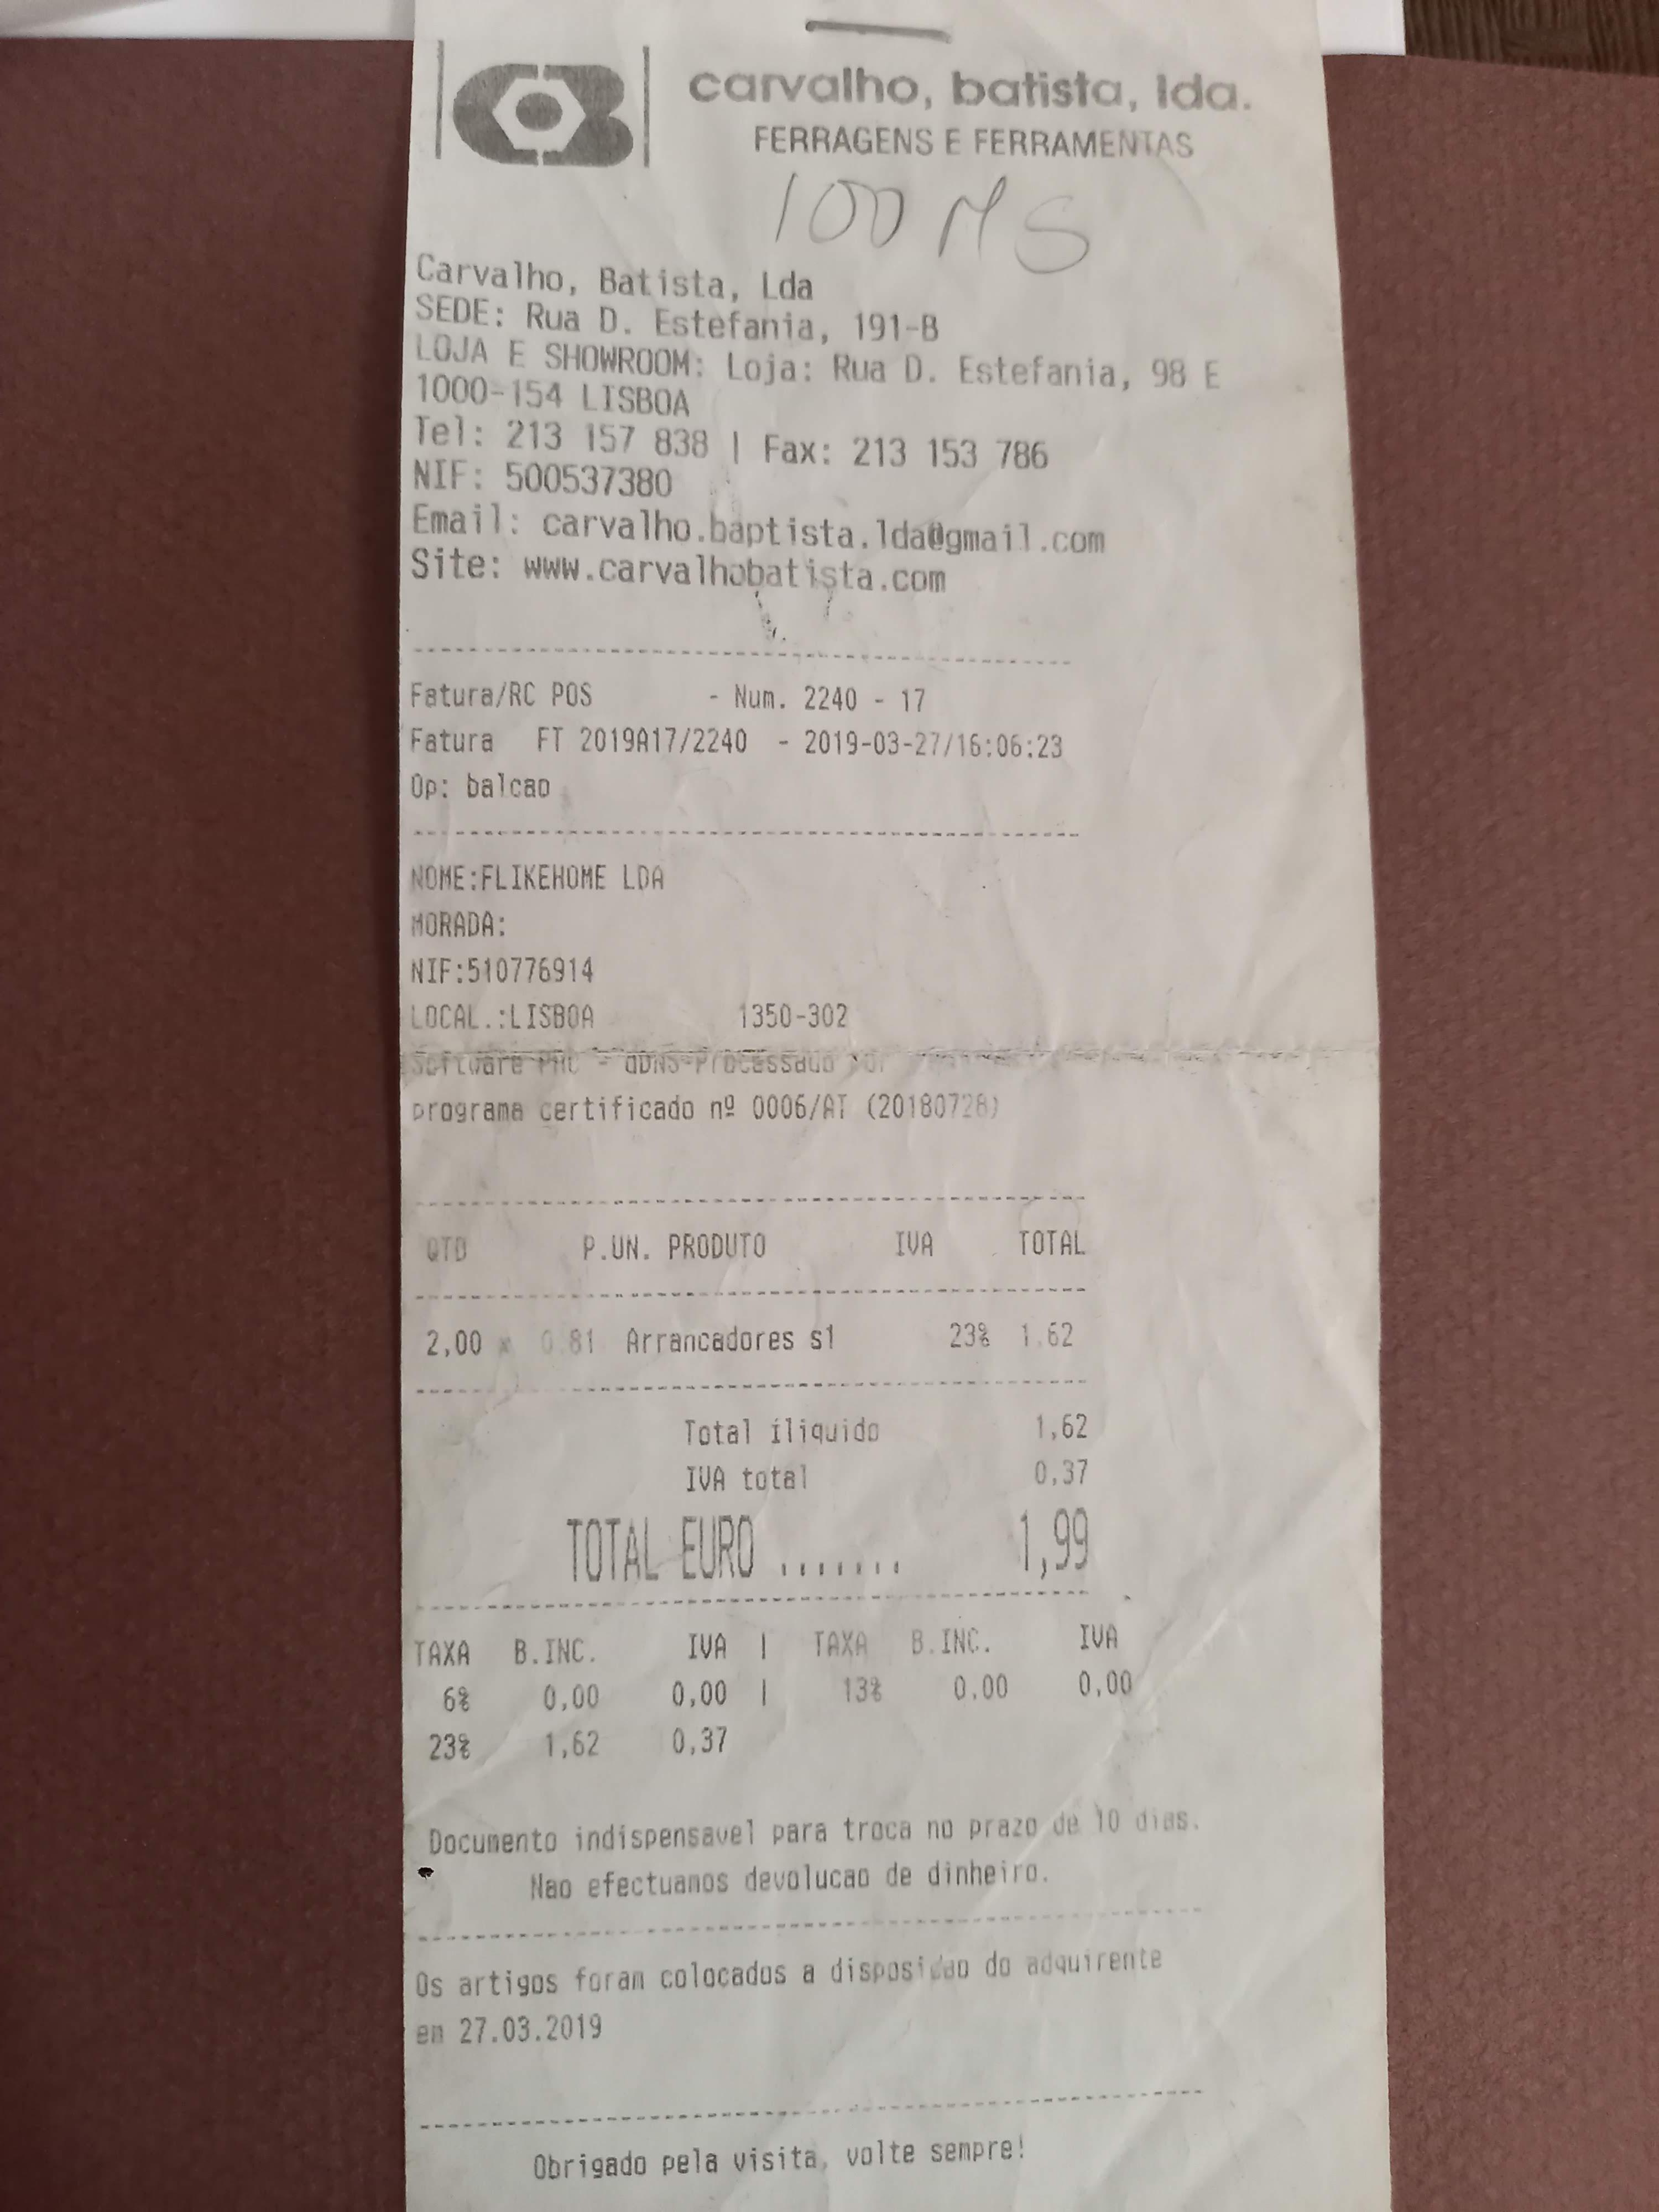 carvalho, batista, lda.
FERRAGENS E FERRAMENTAS
100 MS
Carvalho, Batista, Lda
SEDE: Rua D. Estefania, 191-B
LOJA E SHOWROOM: Loja: Rua D. Estefania, 98 E
1000-154 LISBOA
Tel: 213 157 838 | Fax: 213 153 786
NIF: 500537380
Email: carvalho.baptista.lda@gmail.com
Site: www.carvalhobatista.com
Fatura/RC POS - Num. 2240 - 17
Fatura FT 2019A17/2240 - 2019-03-27/16:06:23
Op: balcao
NOME:FLIKEHOME LDA
MORADA:
NIF:510776914
LOCAL.:LISBOA 1350-302
Software PHC - qDNS-Processado por
programa certificado nº 0006/AT (20180728)
QTD P.UN. PRODUTO IVA TOTAL
2,00 x 0.81 Arrancadores s1 23% 1.62
Total íliquido 1,62
IVA total 0,37
TOTAL EURO ....... 1,99
TAXA B.INC. IVA | TAXA B.INC. IVA
6% 0,00 0,00 | 13% 0,00 0,00
23% 1,62 0,37
Documento indispensavel para troca no prazo de 10 dias.
Nao efectuamos devolucao de dinheiro.
Os artigos foram colocados a disposicao do adquirente
em 27.03.2019
Obrigado pela visita, volte sempre!